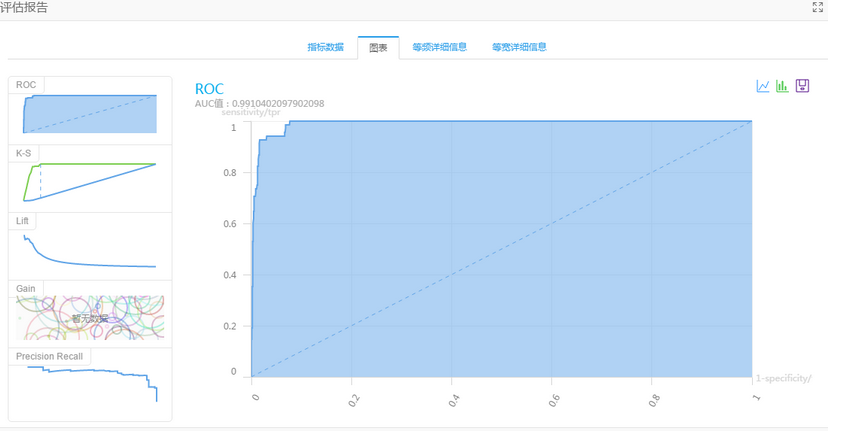 评估报告
指标数据 图表 等频详细信息 等宽详细信息
ROC
K-S
Lift
Gain
暂无数据
Precision Recall
ROC
AUC值 : 0.9910402097902098
sensitivity/tpr
1
0.8
0.6
0.4
0.2
0
0 0.2 0.4 0.6 0.8 1
1-specificity/